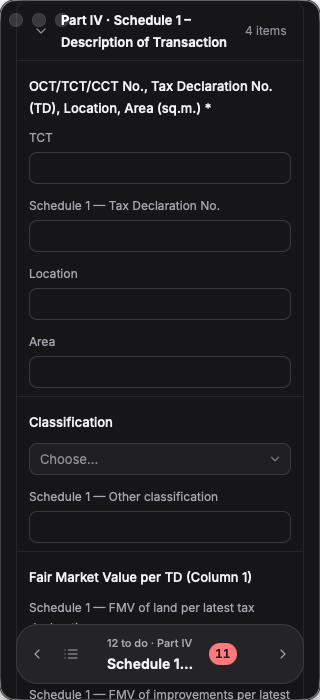 Part IV · Schedule 1 –
Description of Transaction
4 items
OCT/TCT/CCT No., Tax Declaration No.
(TD), Location, Area (sq.m.) *
TCT
Schedule 1 — Tax Declaration No.
Location
Area
Classification
Choose...
Schedule 1 — Other classification
Fair Market Value per TD (Column 1)
Schedule 1 — FMV of land per latest tax
12 to do · Part IV
Schedule 1...
11
Schedule 1 — FMV of improvements per latest